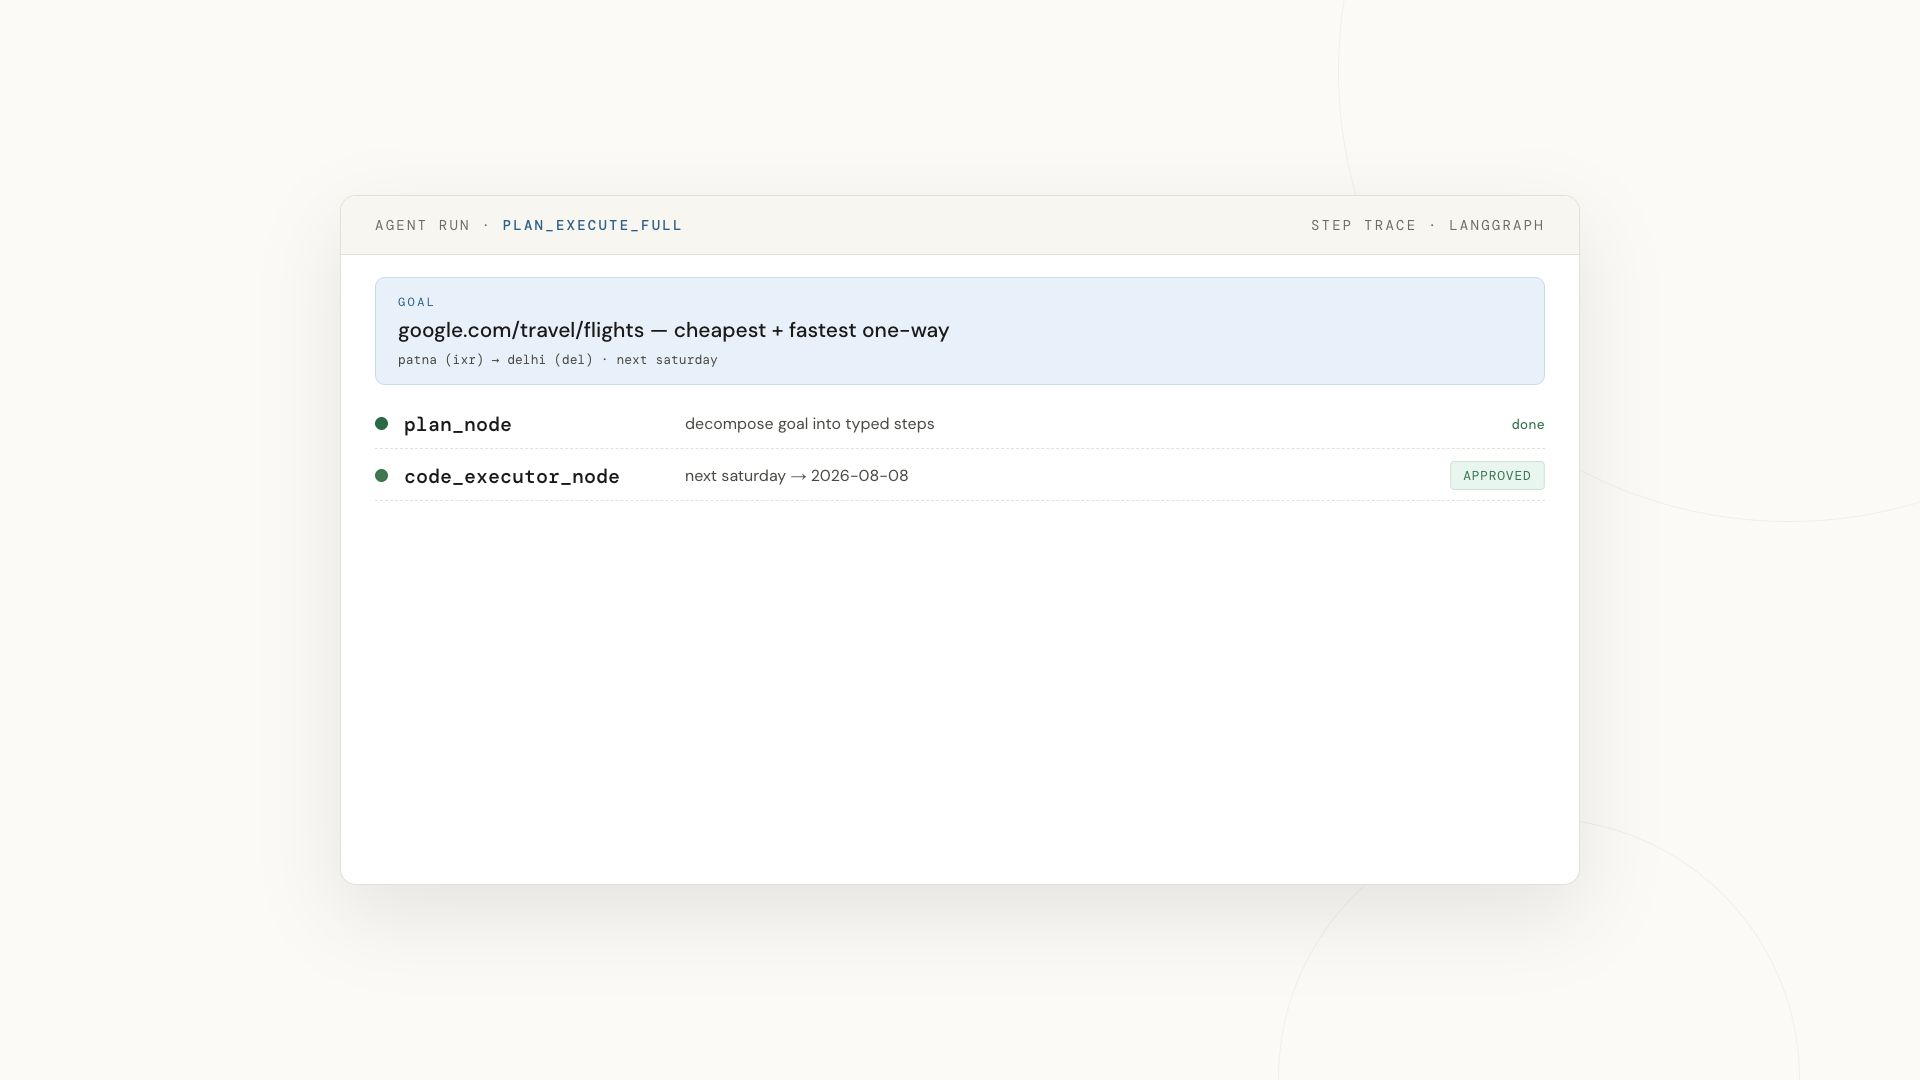 AGENT RUN · PLAN_EXECUTE_FULL
STEP TRACE · LANGGRAPH
GOAL
google.com/travel/flights — cheapest + fastest one-way
patna (ixr) → delhi (del) · next saturday
plan_node decompose goal into typed steps done
code_executor_node next saturday → 2026-08-08 APPROVED